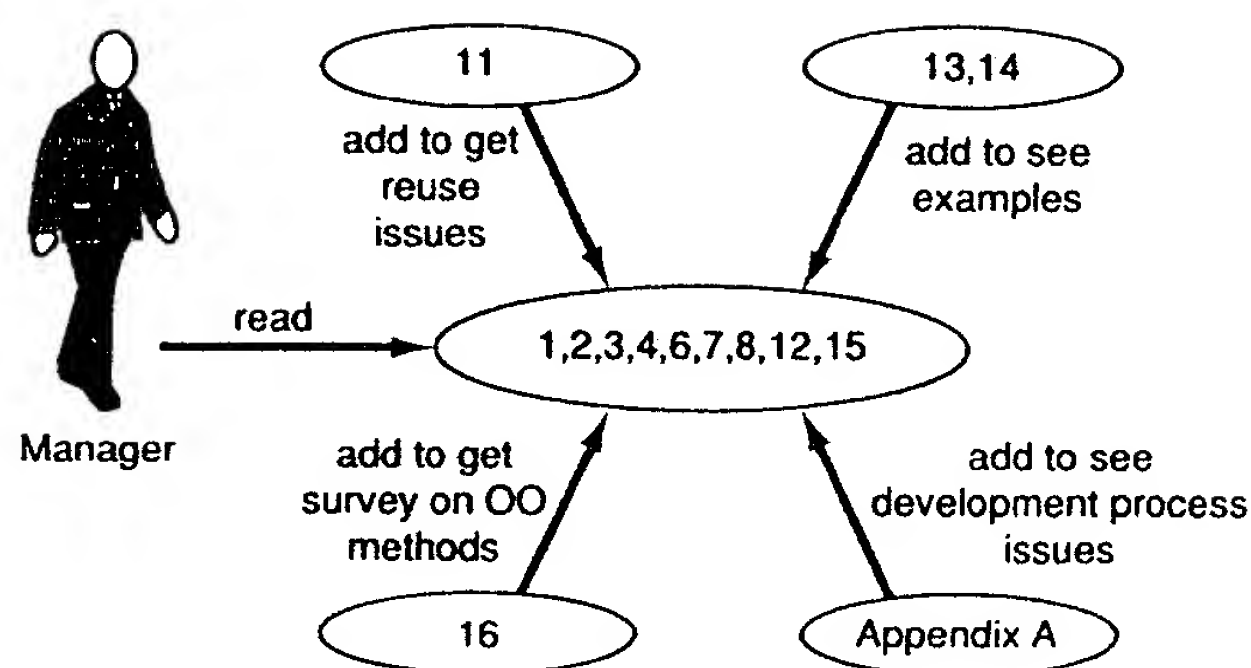 11
13,14
add to get
reuse
issues
add to see
examples
read
1,2,3,4,6,7,8,12,15
Manager
add to get
survey on OO
methods
add to see
development process
issues
16
Appendix A